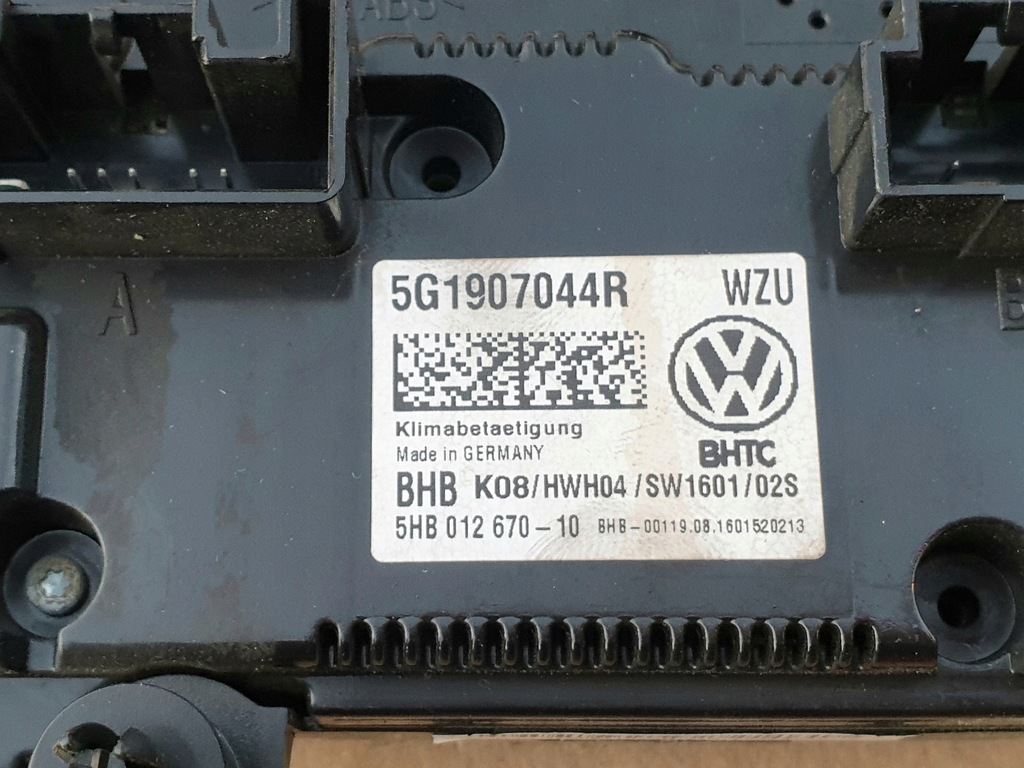 >ABS<
A
5G1907044R WZU
Klimabetaetigung
Made in GERMANY
BHTC
BHB K08/HWH04/SW1601/02S
5HB 012 670-10 BHB-00119.08.1601520213